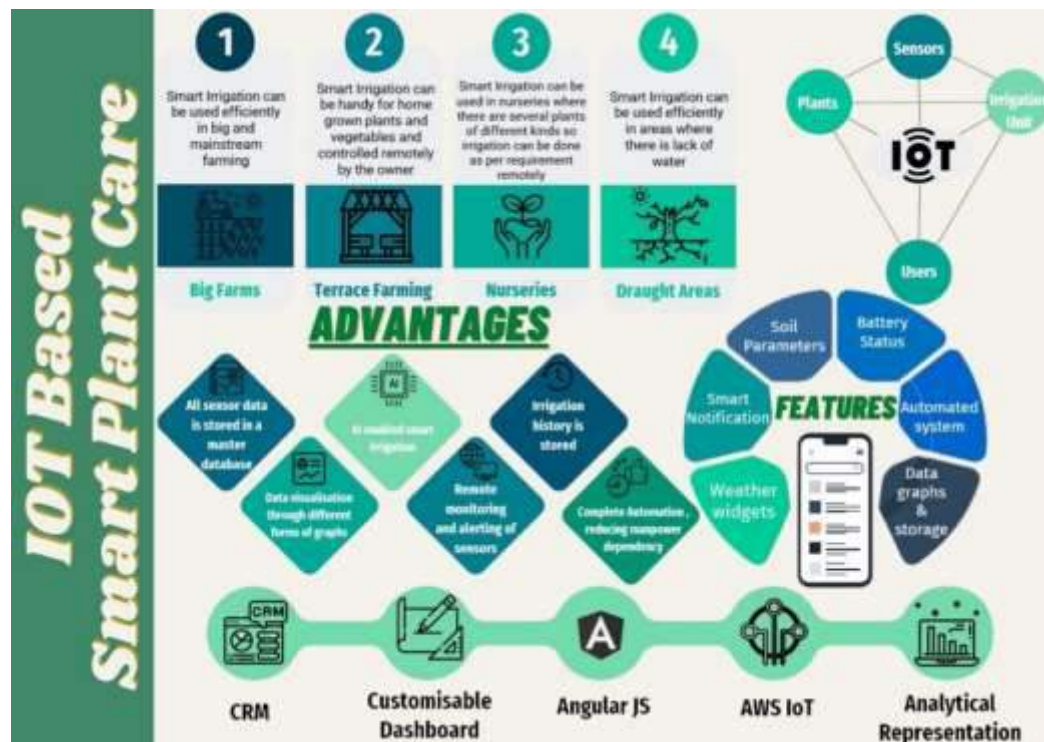 IOT Based
Smart Plant Care
1
Smart Irrigation can
be used efficiently
in big and
mainstream
farming
Big Farms
2
Smart Irrigation can
be handy for home
grown plants and
vegetables and
controlled remotely
by the owner
Terrace Farming
3
Smart Irrigation can be
used in nurseries where
there are several plants
of different kinds so
irrigation can be done
as per requirement
remotely
Nurseries
4
Smart Irrigation can
be used efficiently
in areas where
there is lack of
water
Draught Areas
Sensors
Plants
Irrigation
Unit
IOT
Users
ADVANTAGES
All sensor data
is stored in a
master
database
Data visualisation
through different
forms of graphs
AI
AI enabled smart
irrigation
Remote
monitoring
and alerting of
sensors
Irrigation
history is
stored
Complete Automation ,
reducing manpower
dependency
FEATURES
Soil
Parameters
Battery
Status
Smart
Notification
Automated
system
Weather
widgets
Data
graphs
&
storage
CRM
CRM
Customisable
Dashboard
A
Angular JS
AWS IoT
Analytical
Representation